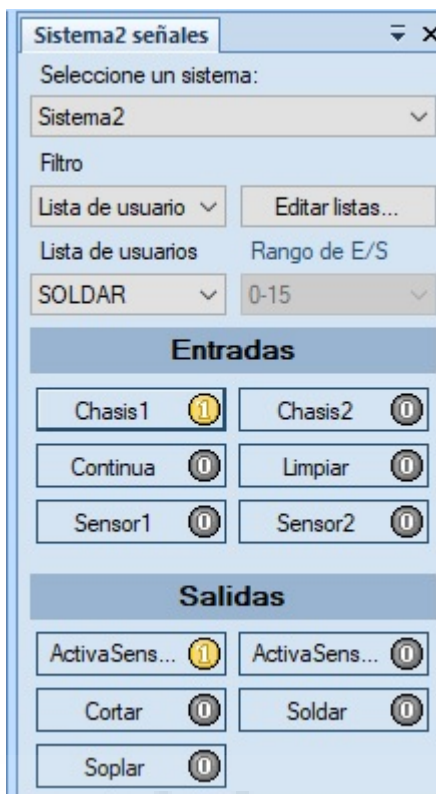 Sistema2 señales
Seleccione un sistema:
Sistema2
Filtro
Lista de usuario Editar listas...
Lista de usuarios Rango de E/S
SOLDAR 0-15
Entradas
Chasis1 1 Chasis2 0
Continua 0 Limpiar 0
Sensor1 0 Sensor2 0
Salidas
ActivaSens... 1 ActivaSens... 0
Cortar 0 Soldar 0
Soplar 0